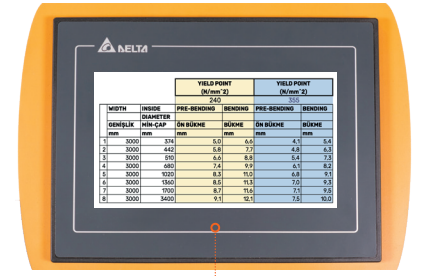 DELTA
YIELD POINT YIELD POINT
(N/mm^2) (N/mm^2)
240 355
WIDTH INSIDE PRE-BENDING BENDING PRE-BENDING BENDING
DIAMETER
GENİŞLİK MİN-ÇAP ÖN BÜKME BÜKME ÖN BÜKME BÜKME
mm mm mm mm mm mm
1 3000 374 5,0 6,6 4,1 5,4
2 3000 442 5,8 7,7 4,8 6,3
3 3000 510 6,6 8,8 5,4 7,3
4 3000 680 7,4 9,9 6,1 8,2
5 3000 1020 8,3 11,0 6,8 9,1
6 3000 1360 8,5 11,3 7,0 9,3
7 3000 1700 8,7 11,6 7,1 9,5
8 3000 3400 9,1 12,1 7,5 10,0